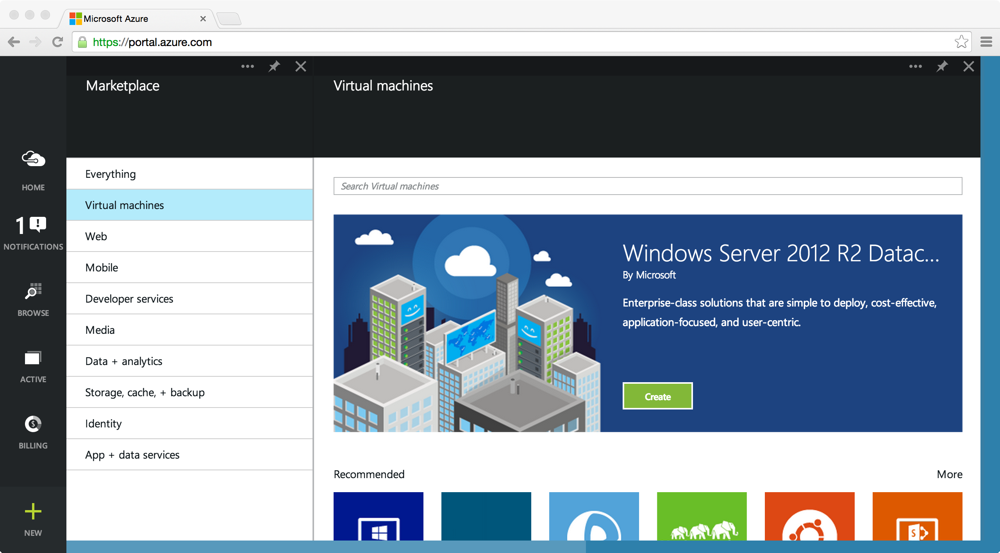 Microsoft Azure
https://portal.azure.com
Marketplace
Virtual machines
HOME
1
NOTIFICATIONS
BROWSE
ACTIVE
$
BILLING
NEW
Everything
Virtual machines
Web
Mobile
Developer services
Media
Data + analytics
Storage, cache, + backup
Identity
App + data services
Search Virtual machines
Windows Server 2012 R2 Datac...
By Microsoft
Enterprise-class solutions that are simple to deploy, cost-effective,
application-focused, and user-centric.
Create
Recommended
More
S